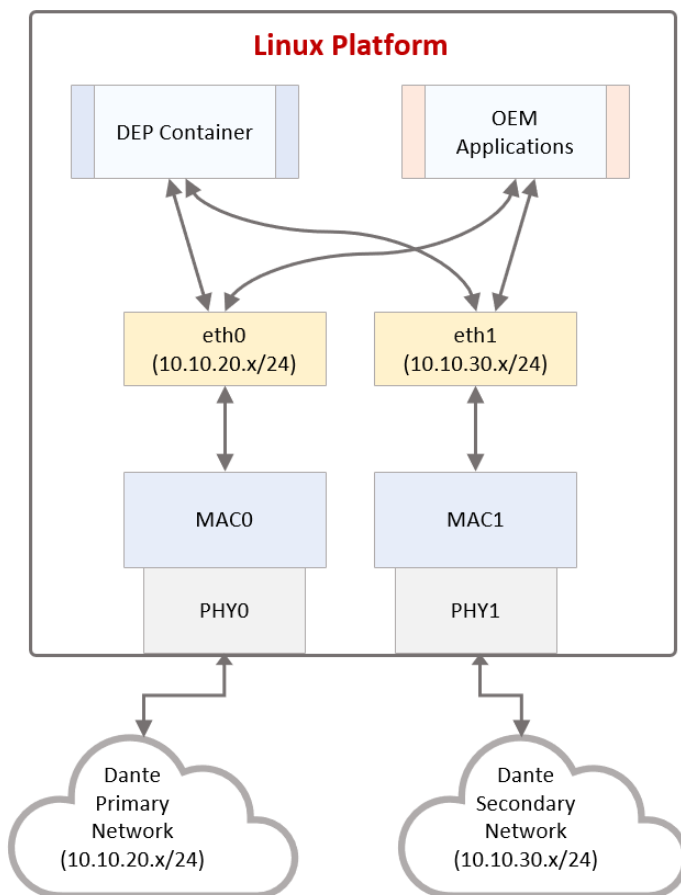 Linux Platform
DEP Container
OEM
Applications
eth0
(10.10.20.x/24)
eth1
(10.10.30.x/24)
MAC0
MAC1
PHY0
PHY1
Dante
Primary
Network
(10.10.20.x/24)
Dante
Secondary
Network
(10.10.30.x/24)